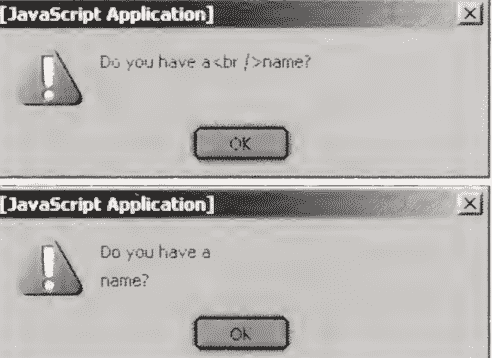 [JavaScript Application]
Do you have a<br />name?
OK
[JavaScript Application]
Do you have a
name?
OK